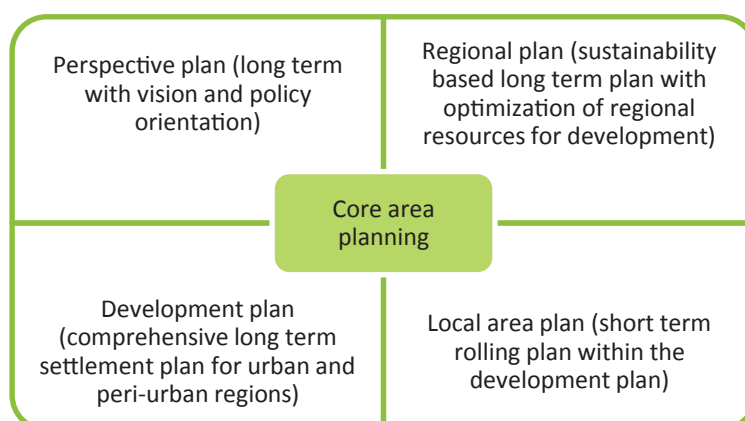 Perspective plan (long term
with vision and policy
orientation)
Regional plan (sustainability
based long term plan with
optimization of regional
resources for development)
Core area
planning
Development plan
(comprehensive long term
settlement plan for urban and
peri-urban regions)
Local area plan (short term
rolling plan within the
development plan)